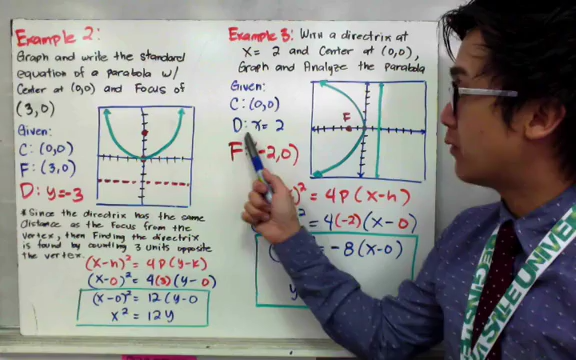 Example 2:
Graph and write the standard
equation of a parabola w/
Center at (0,0) and Focus of
(3,0)
Given:
C: (0,0)
F: (3,0)
D: y=-3
* Since the directrix has the same
distance as the Focus from the
vertex, then Finding the directrix
is found by counting 3 units opposite
the vertex.
(x-h)² = 4P(y-k)
(x-0)² = 4(3)(y-0)
(x-0)² = 12(y-0
x² = 12y
Example 3: With a directrix at
x= 2 and Center at (0,0),
Graph and Analyze the parabola
Given:
C: (0,0)
D: x= 2
F -2,0)
F
)² = 4P(x-h)
² = 4(-2)(x-0)
= -8(x-0)
y